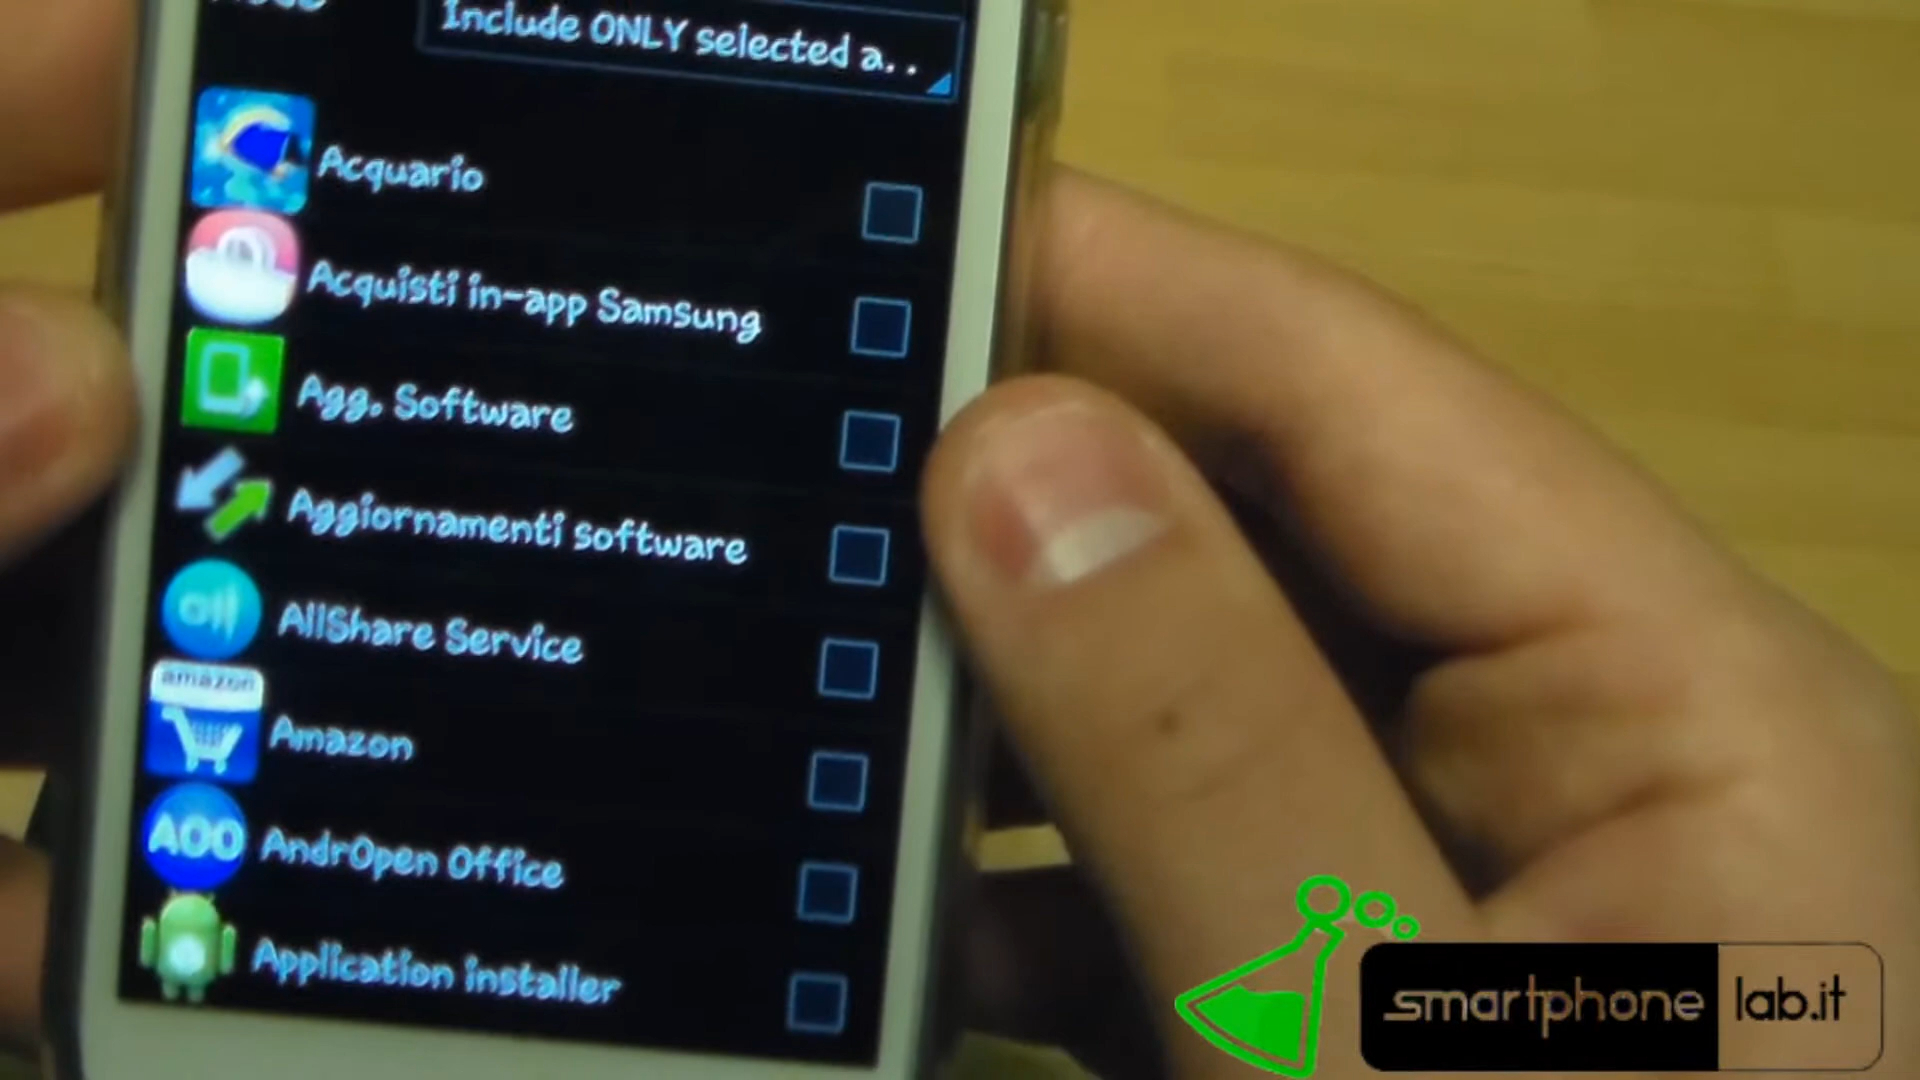 Include ONLY selected a. .
Acquario
Acquisti in-app Samsung
Agg. Software
Aggiornamenti software
all
AllShare Service
amazon
Amazon
AOO
AndrOpen Office
Application installer
smartphone lab.it